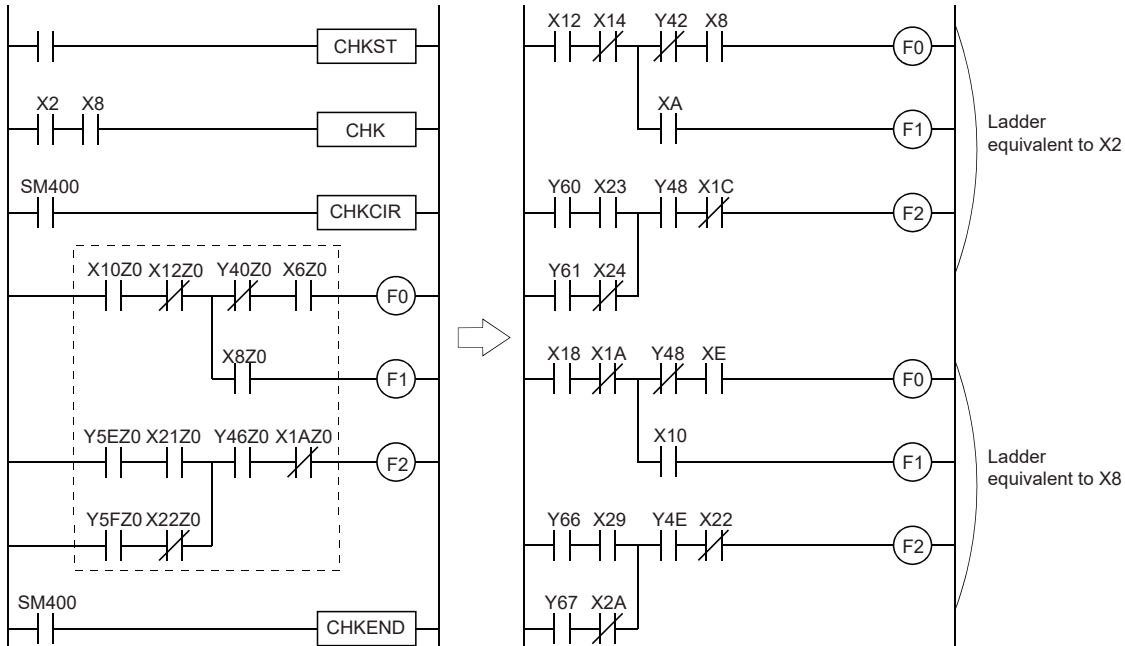 CHKST
X2 X8
CHK
SM400
CHKCIR
X10Z0 X12Z0 Y40Z0 X6Z0
F0
X8Z0
F1
Y5EZ0 X21Z0 Y46Z0 X1AZ0
F2
Y5FZ0 X22Z0
SM400
CHKEND
X12 X14 Y42 X8
F0
XA
F1
Ladder
equivalent to X2
Y60 X23 Y48 X1C
F2
Y61 X24
X18 X1A Y48 XE
F0
X10
F1
Ladder
equivalent to X8
Y66 X29 Y4E X22
F2
Y67 X2A